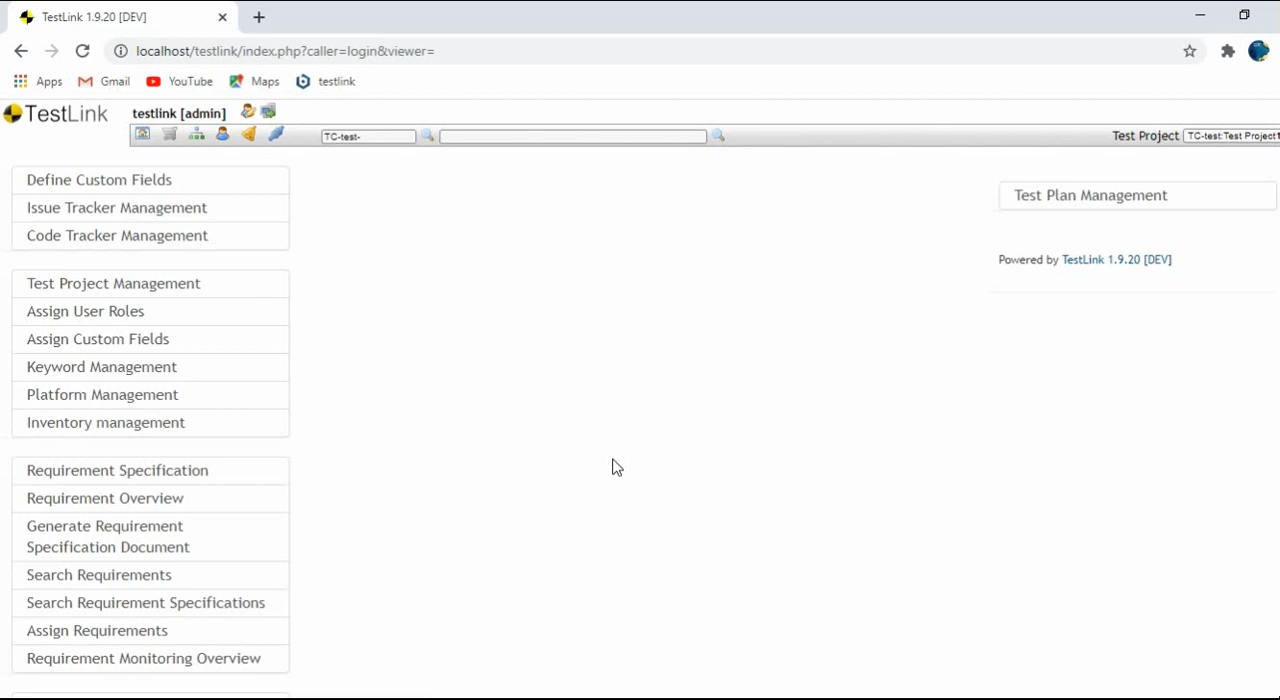 TestLink 1.9.20 [DEV]
localhost/testlink/index.php?caller=login&viewer=
Apps Gmail YouTube Maps testlink
TestLink testlink [admin]
TC-test- Test Project TC-test:Test Project1
Define Custom Fields
Issue Tracker Management
Code Tracker Management
Test Project Management
Assign User Roles
Assign Custom Fields
Keyword Management
Platform Management
Inventory management
Requirement Specification
Requirement Overview
Generate Requirement
Specification Document
Search Requirements
Search Requirement Specifications
Assign Requirements
Requirement Monitoring Overview
Test Plan Management
Powered by TestLink 1.9.20 [DEV]